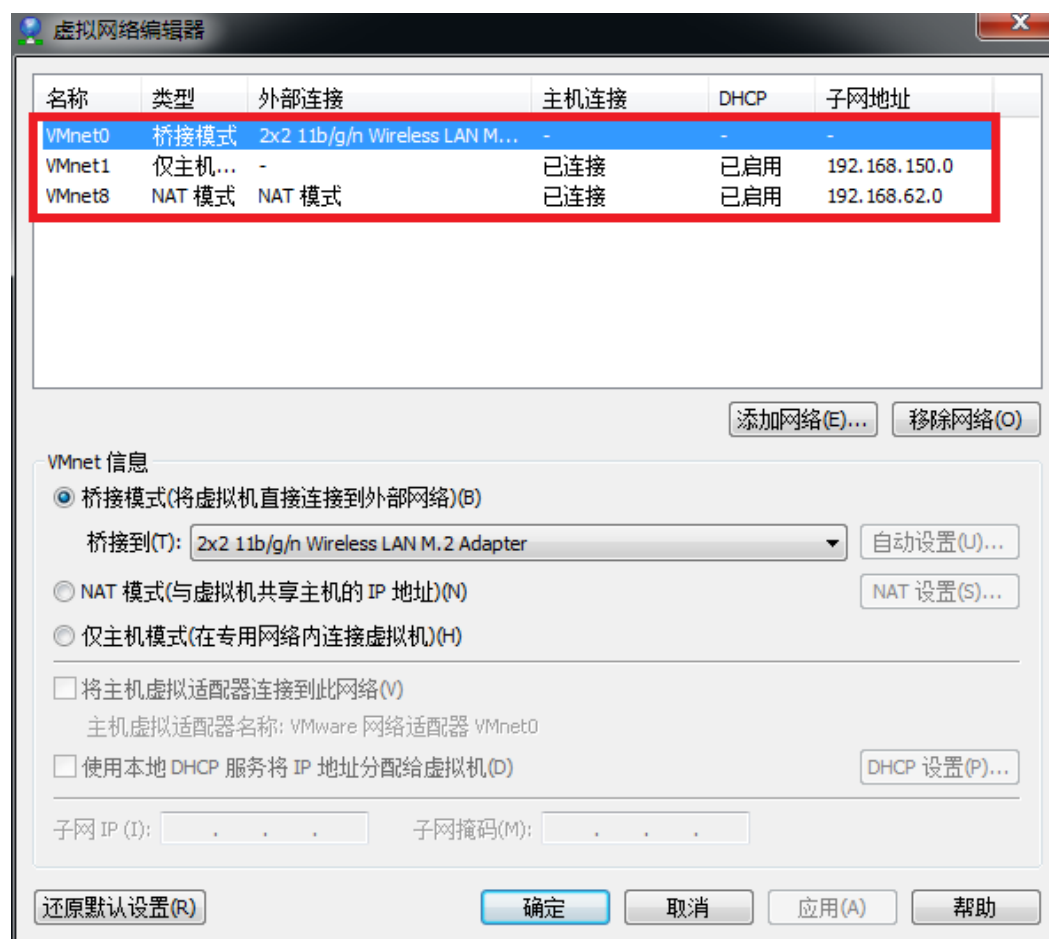 虚拟网络编辑器
名称 类型 外部连接 主机连接 DHCP 子网地址
VMnet0 桥接模式 2x2 11b/g/n Wireless LAN M... - - -
VMnet1 仅主机... - 已连接 已启用 192.168.150.0
VMnet8 NAT 模式 NAT 模式 已连接 已启用 192.168.62.0
添加网络(E)... 移除网络(O)
VMnet 信息
桥接模式(将虚拟机直接连接到外部网络)(B)
桥接到(T): 2x2 11b/g/n Wireless LAN M.2 Adapter 自动设置(U)...
NAT 模式(与虚拟机共享主机的 IP 地址)(N) NAT 设置(S)...
仅主机模式(在专用网络内连接虚拟机)(H)
将主机虚拟适配器连接到此网络(V)
主机虚拟适配器名称: VMware 网络适配器 VMnet0
使用本地 DHCP 服务将 IP 地址分配给虚拟机(D) DHCP 设置(P)...
子网 IP (I): . . . 子网掩码(M): . . .
还原默认设置(R) 确定 取消 应用(A) 帮助